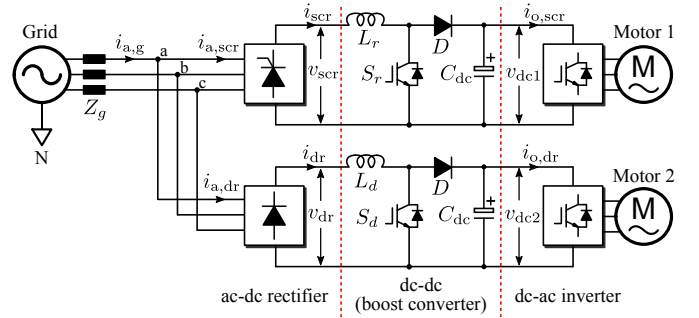 Grid
i_a,g
a
i_a,scr
b
c
Z_g
N
i_scr
L_r
D
i_o,scr
Motor 1
v_scr
S_r
C_dc
+
v_dc1
M
i_a,dr
i_dr
L_d
D
i_o,dr
Motor 2
v_dr
S_d
C_dc
+
v_dc2
M
ac-dc rectifier
dc-dc
(boost converter)
dc-ac inverter